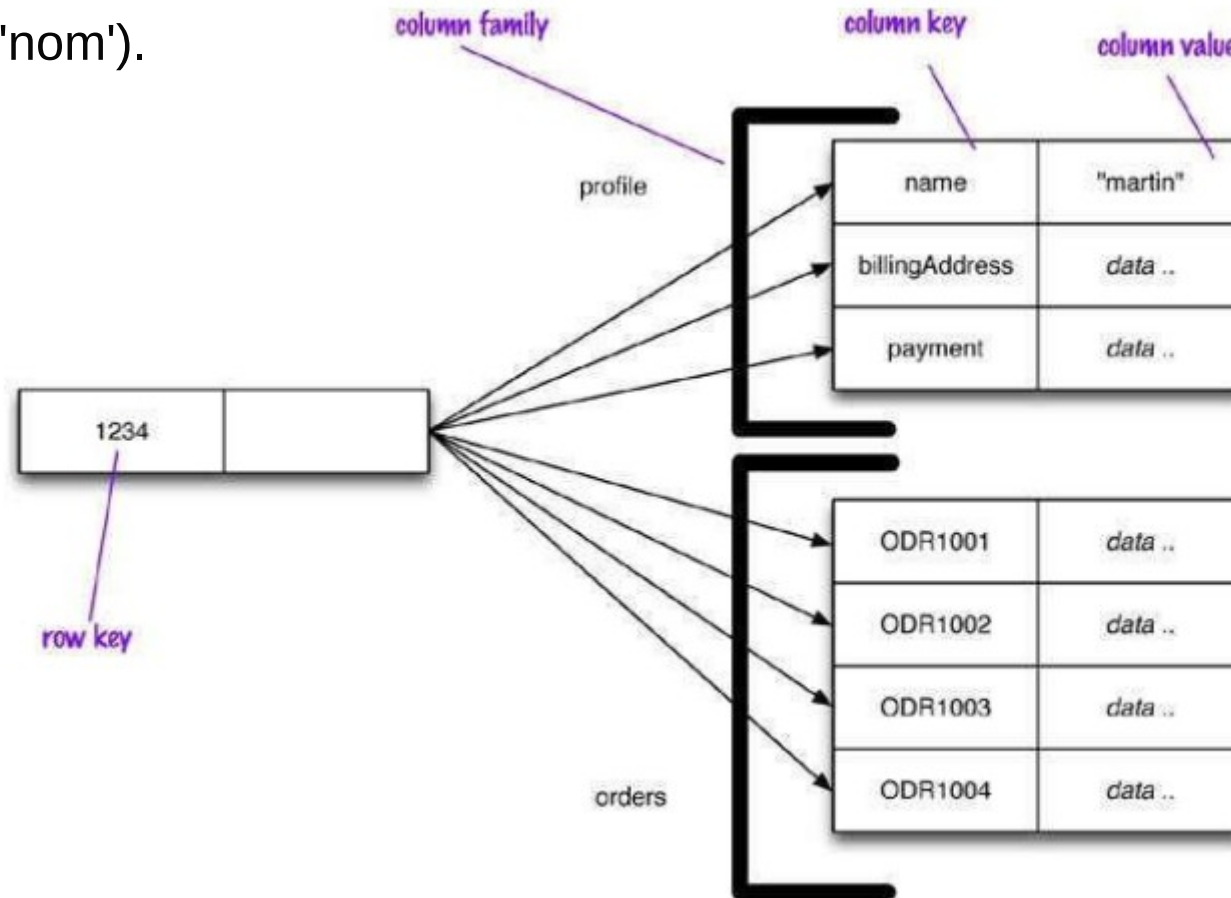 'nom').
column family
column key
column value
profile
name
"martin"
billingAddress
data ..
payment
data ..
1234
row key
ODR1001
data ..
ODR1002
data ..
ODR1003
data ..
ODR1004
data ..
orders